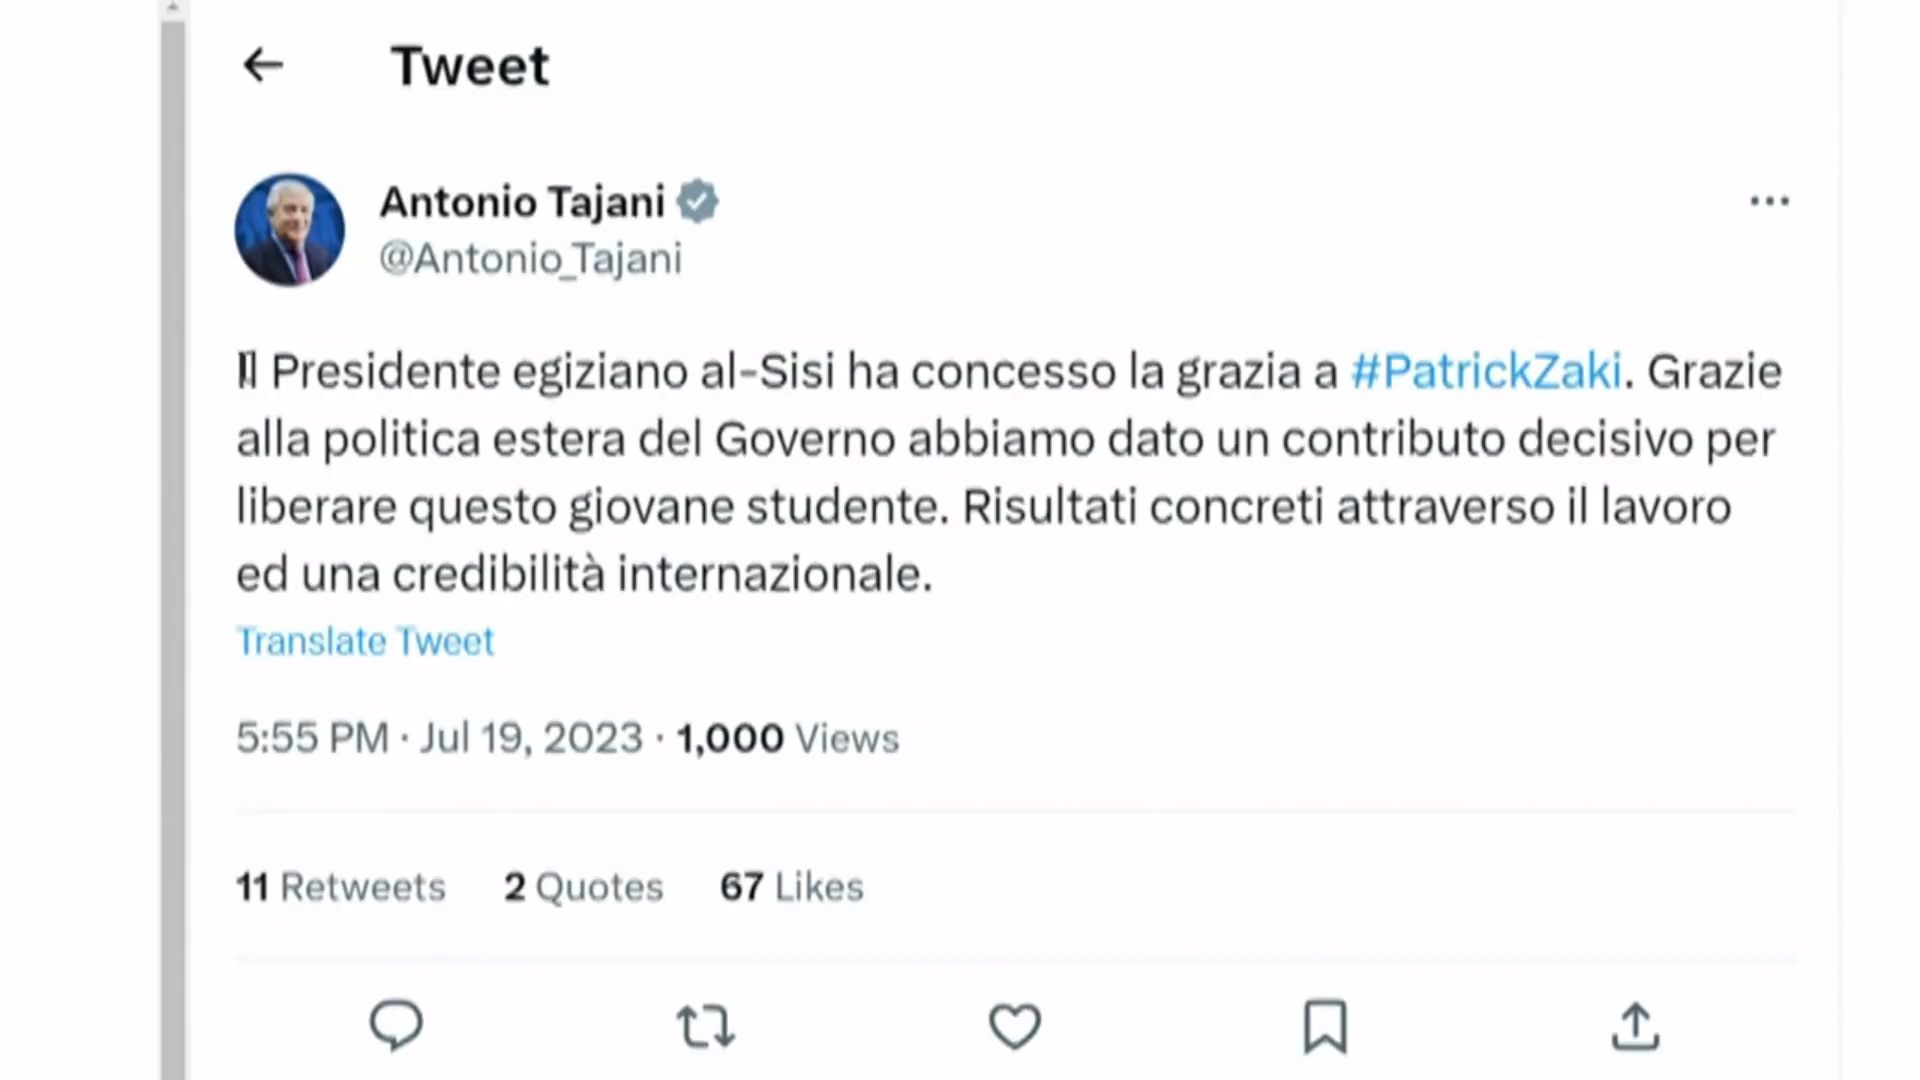 Tweet
Antonio Tajani
@Antonio_Tajani
Il Presidente egiziano al-Sisi ha concesso la grazia a #PatrickZaki. Grazie
alla politica estera del Governo abbiamo dato un contributo decisivo per
liberare questo giovane studente. Risultati concreti attraverso il lavoro
ed una credibilità internazionale.
Translate Tweet
5:55 PM · Jul 19, 2023 · 1,000 Views
11 Retweets 2 Quotes 67 Likes